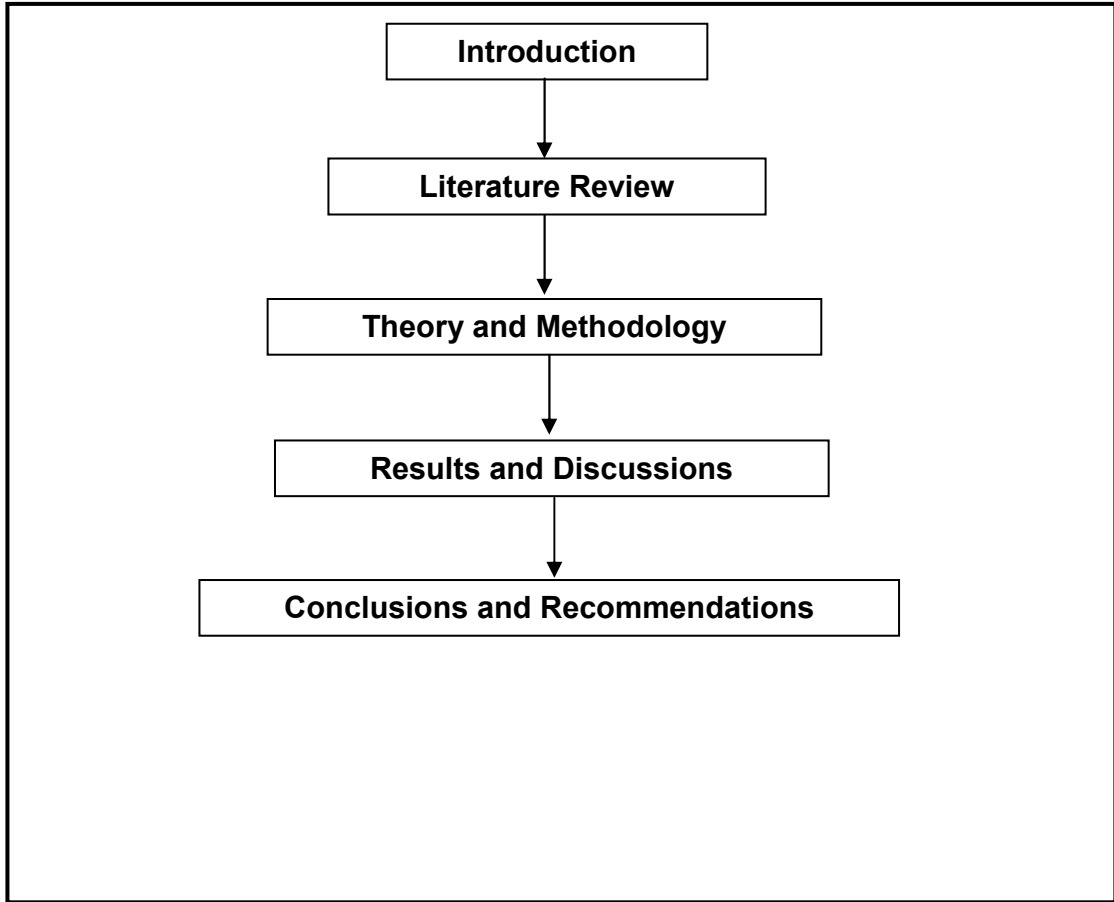 Introduction
Literature Review
Theory and Methodology
Results and Discussions
Conclusions and Recommendations